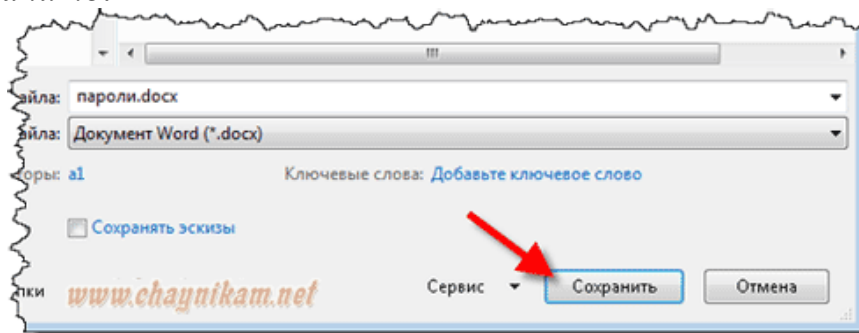 айла: пароли.docx
айла: Документ Word (*.docx)
торы: a1 Ключевые слова: Добавьте ключевое слово
Сохранять эскизы
пки www.chaynikam.net Сервис Сохранить Отмена